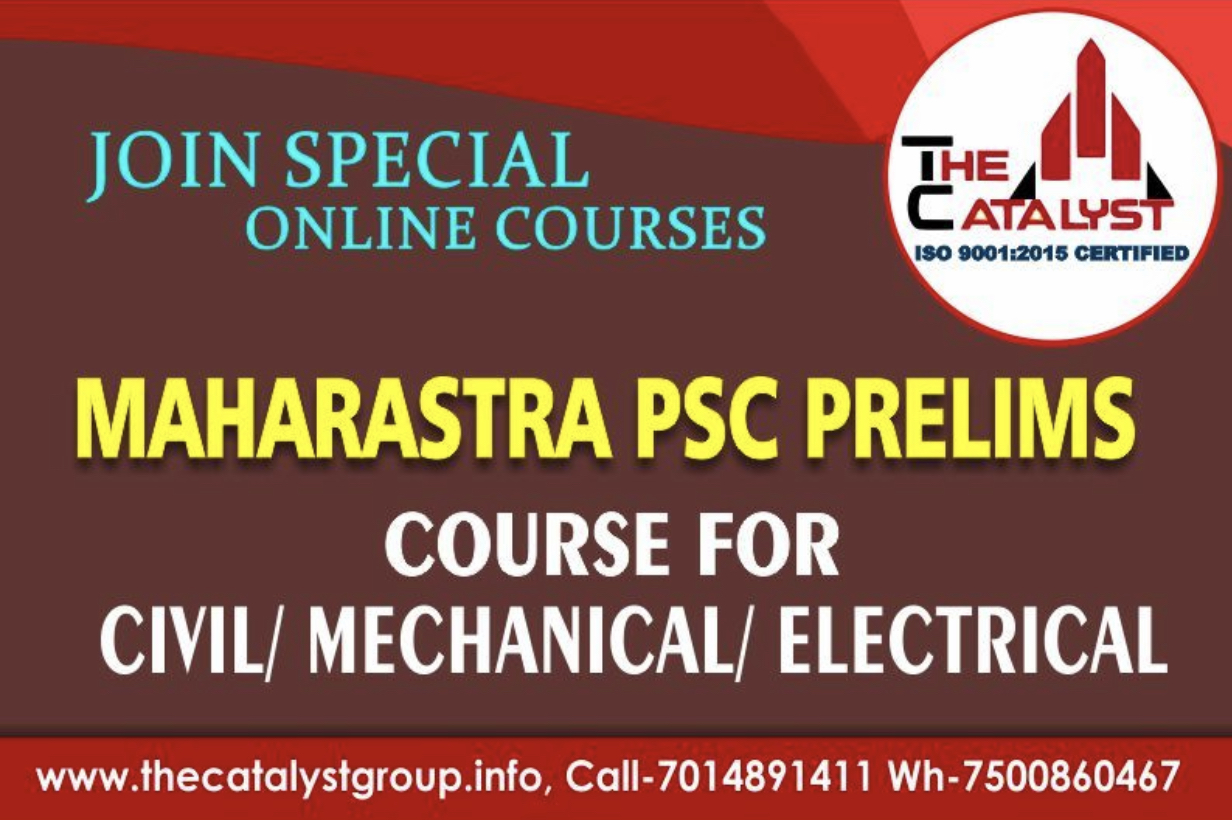 JOIN SPECIAL
ONLINE COURSES
THE
CATALYST
ISO 9001:2015 CERTIFIED
MAHARASTRA PSC PRELIMS
COURSE FOR
CIVIL/ MECHANICAL/ ELECTRICAL
www.thecatalystgroup.info, Call-7014891411 Wh-7500860467